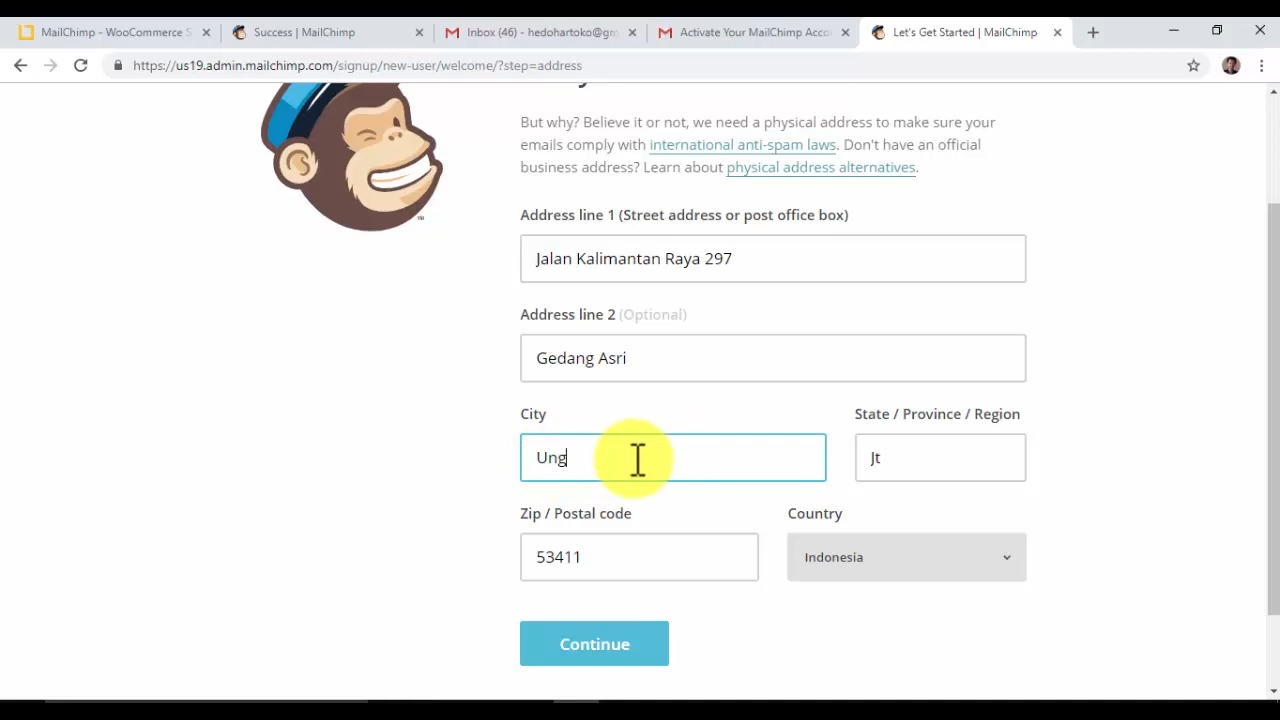 MailChimp - WooCommerce S
Success | MailChimp
Inbox (46) - hedohartoko@gm
Activate Your MailChimp Acco
Let's Get Started | MailChimp
https://us19.admin.mailchimp.com/signup/new-user/welcome/?step=address
But why? Believe it or not, we need a physical address to make sure your
emails comply with international anti-spam laws. Don't have an official
business address? Learn about physical address alternatives.
Address line 1 (Street address or post office box)
Jalan Kalimantan Raya 297
Address line 2 (Optional)
Gedang Asri
City
State / Province / Region
Ung
Jt
Zip / Postal code
Country
53411
Indonesia
Continue